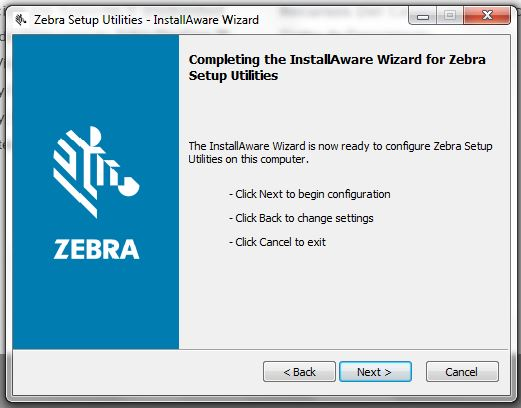 Zebra Setup Utilities - InstallAware Wizard
Completing the InstallAware Wizard for Zebra
Setup Utilities
The InstallAware Wizard is now ready to configure Zebra Setup
Utilities on this computer.
- Click Next to begin configuration
- Click Back to change settings
- Click Cancel to exit
ZEBRA
< Back
Next >
Cancel